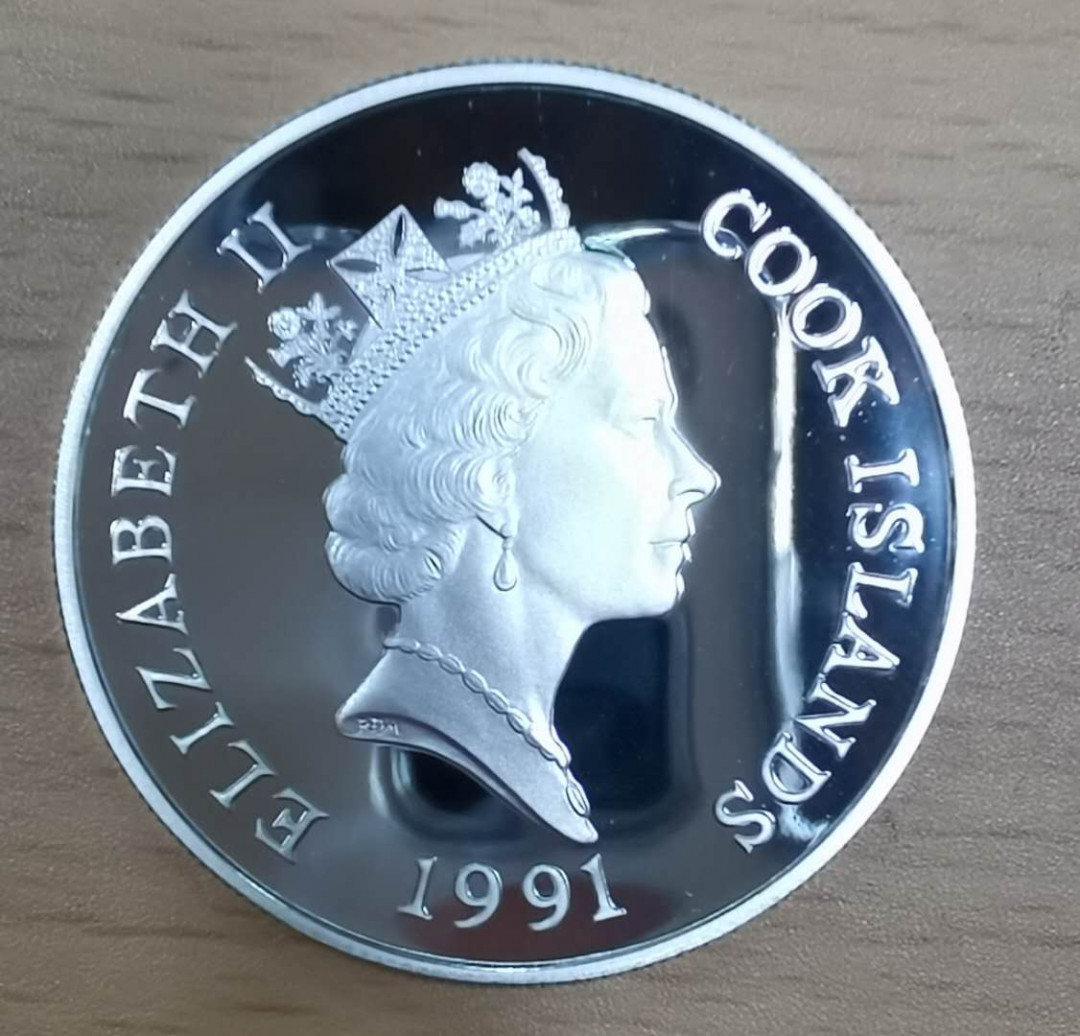 ELIZABETH II
COOK ISLANDS
1991
RDM